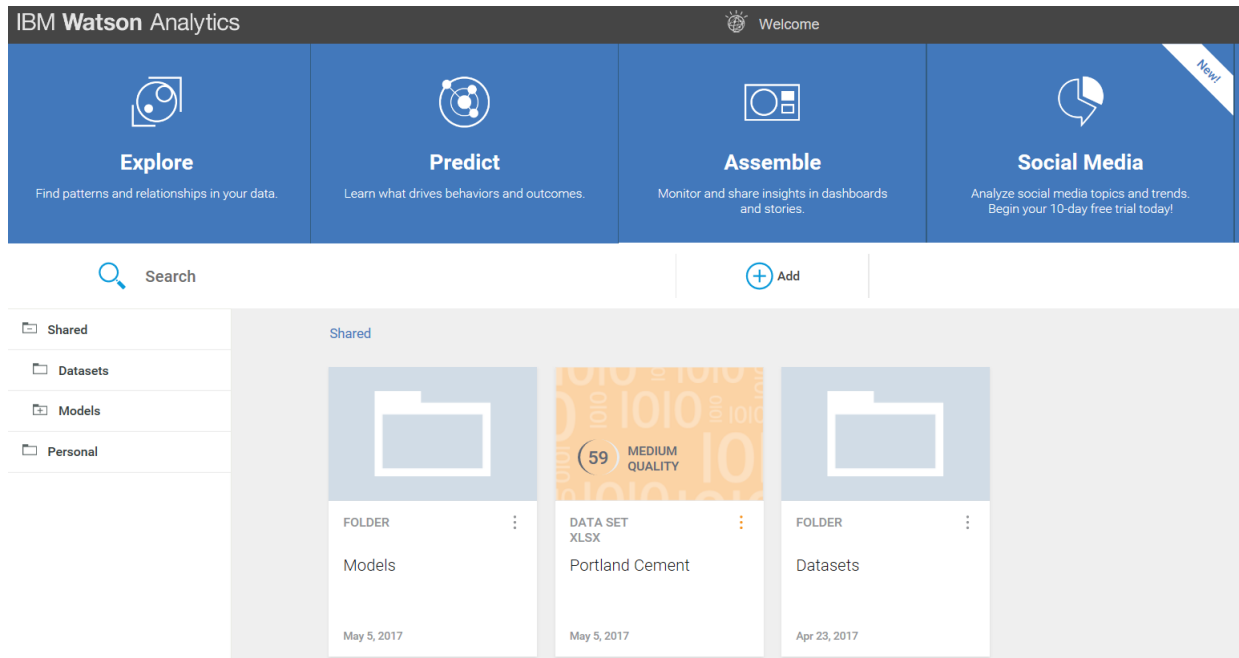 IBM Watson Analytics
Welcome
New!
Explore
Find patterns and relationships in your data.
Predict
Learn what drives behaviors and outcomes.
Assemble
Monitor and share insights in dashboards
and stories.
Social Media
Analyze social media topics and trends.
Begin your 10-day free trial today!
Search
Add
Shared
Datasets
Models
Personal
Shared
FOLDER
Models
May 5, 2017
59
MEDIUM
QUALITY
DATA SET
XLSX
Portland Cement
May 5, 2017
FOLDER
Datasets
Apr 23, 2017